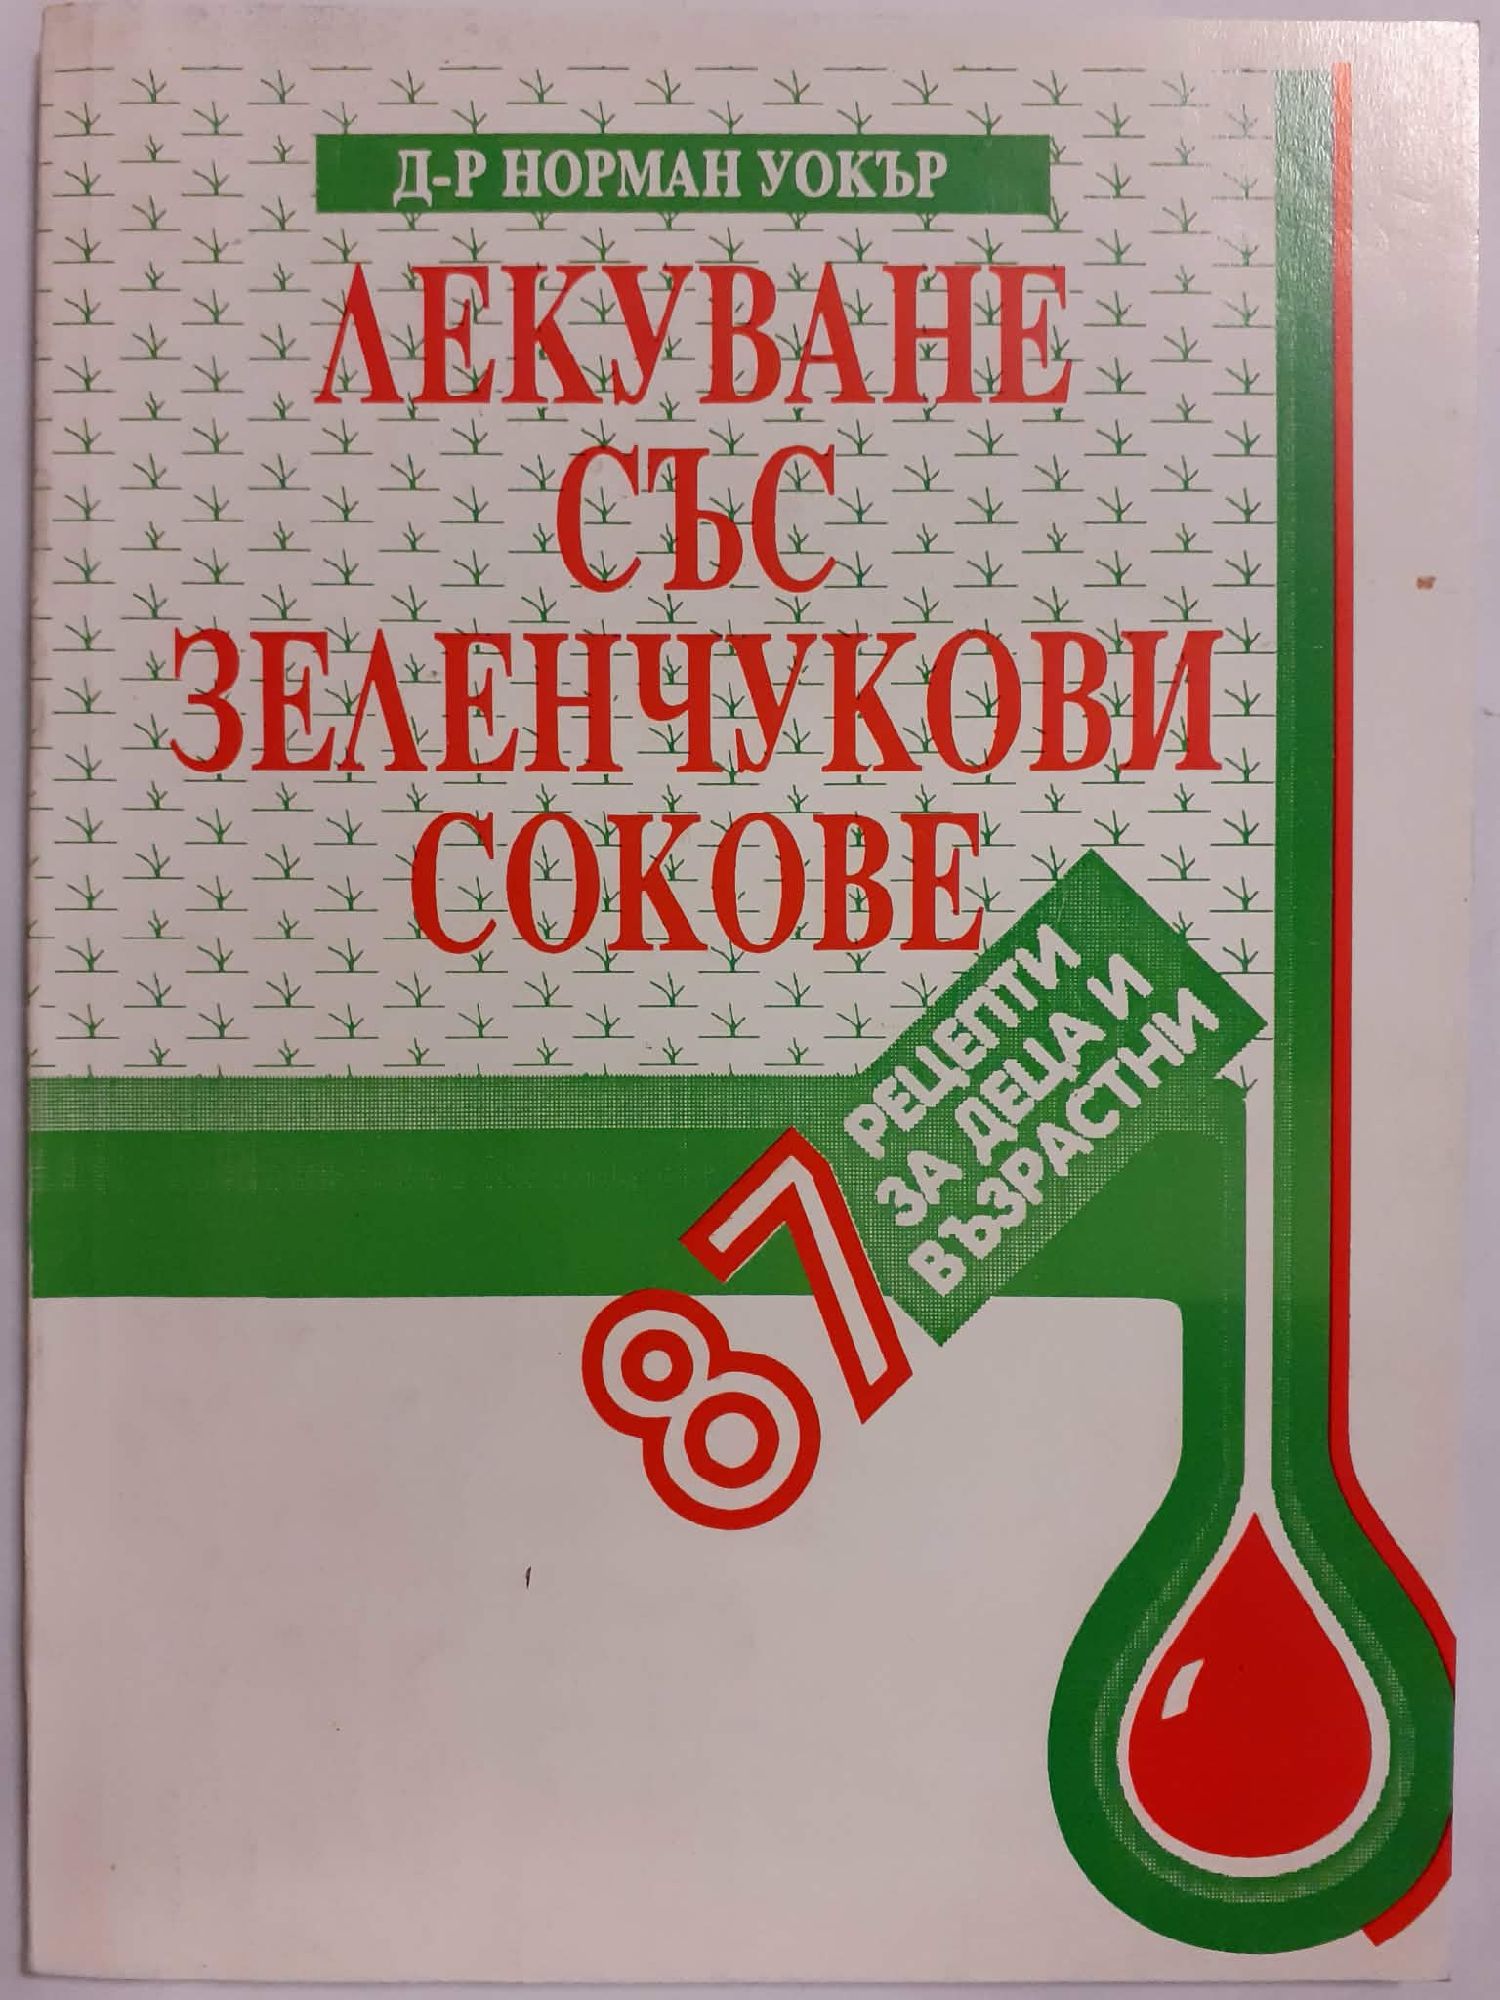 Д-Р НОРМАН УОКЪР
ЛЕКУВАНЕ
СЪС
ЗЕЛЕНЧУКОВИ
СОКОВЕ
87
РЕЦЕПТИ
ЗА ДЕЦА И
ВЪЗРАСТНИ